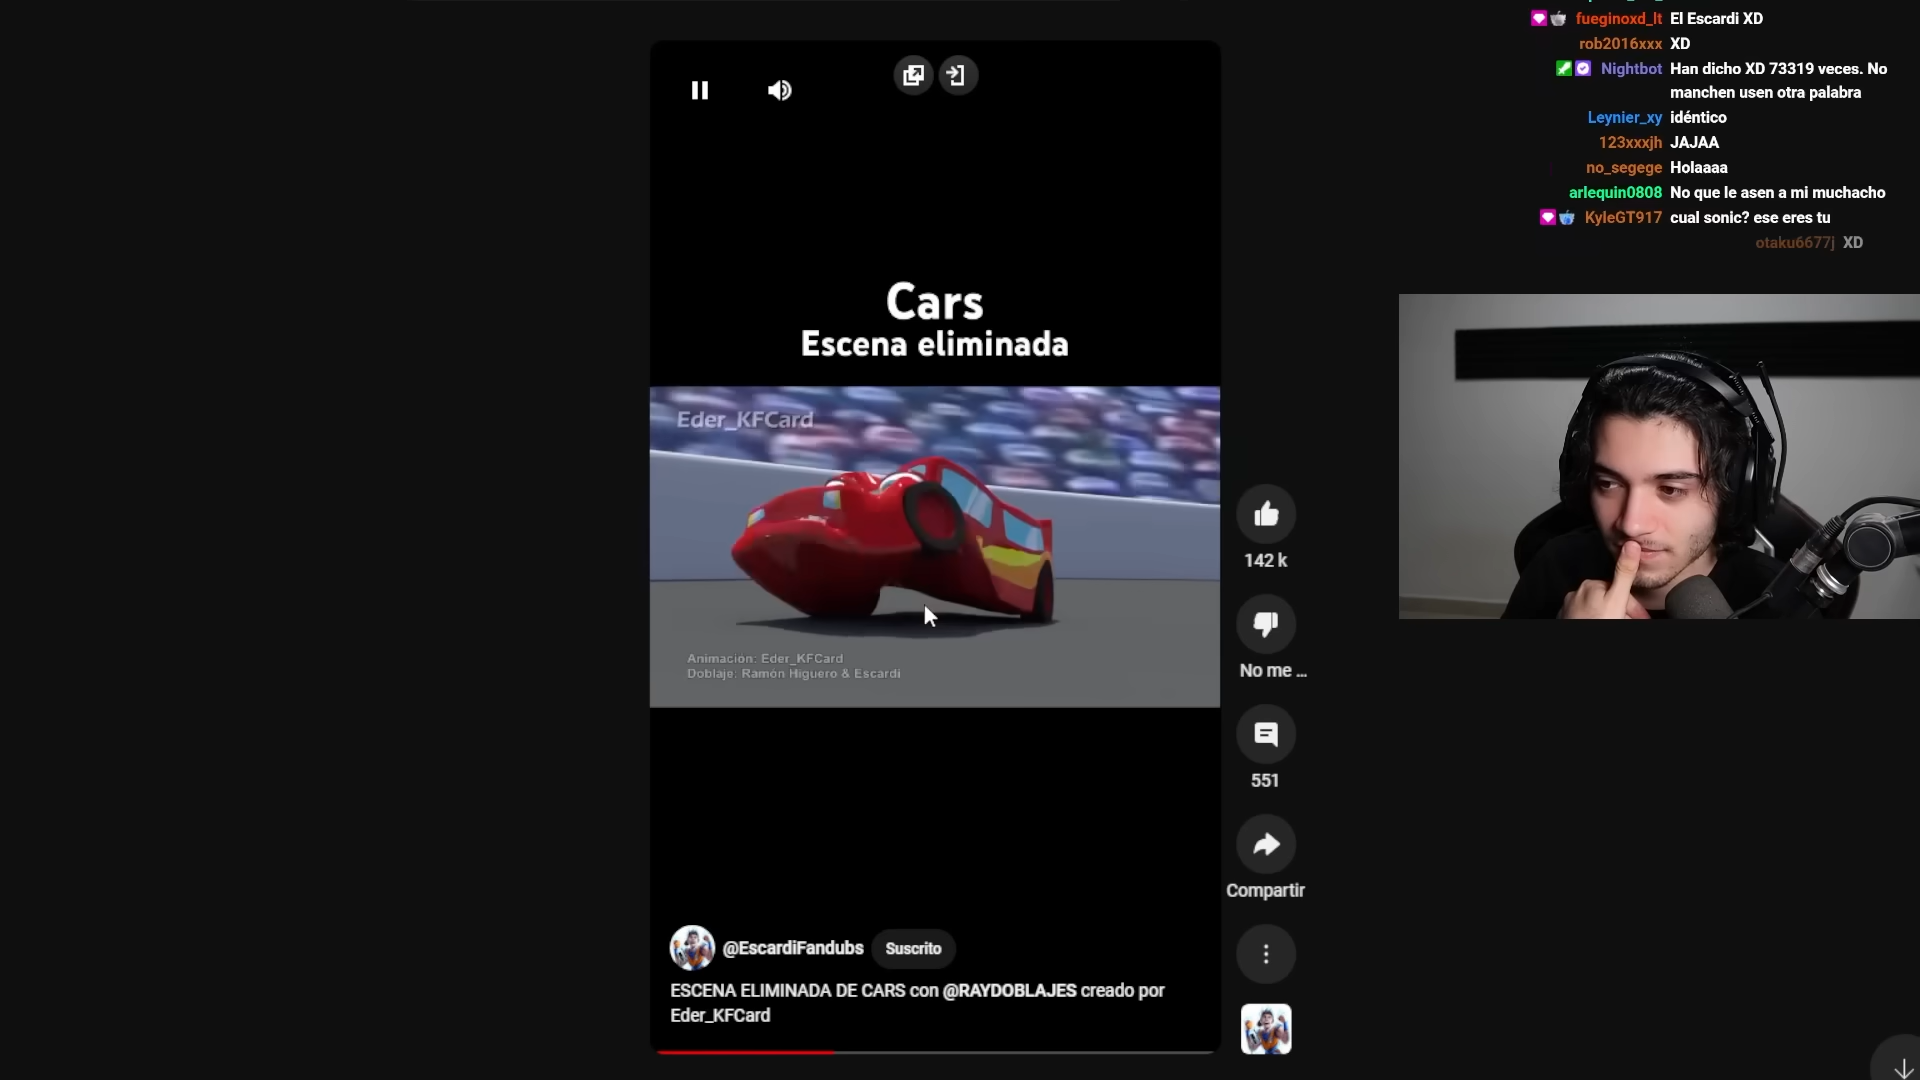 fueginoxd_lt El Escardi XD
rob2016xxx XD
Nightbot Han dicho XD 73319 veces. No
manchen usen otra palabra
Leynier_xy idéntico
123xxxjh JAJAA
no_segege Holaaaa
arlequin0808 No que le asen a mi muchacho
KyleGT917 cual sonic? ese eres tu
otaku6677j XD
Cars
Escena eliminada
Eder_KFCard
Animación: Eder_KFCard
Doblaje: Ramón Higuero & Escardi
142 k
No me ...
551
Compartir
@EscardiFandubs Suscrito
ESCENA ELIMINADA DE CARS con @RAYDOBLAJES creado por
Eder_KFCard